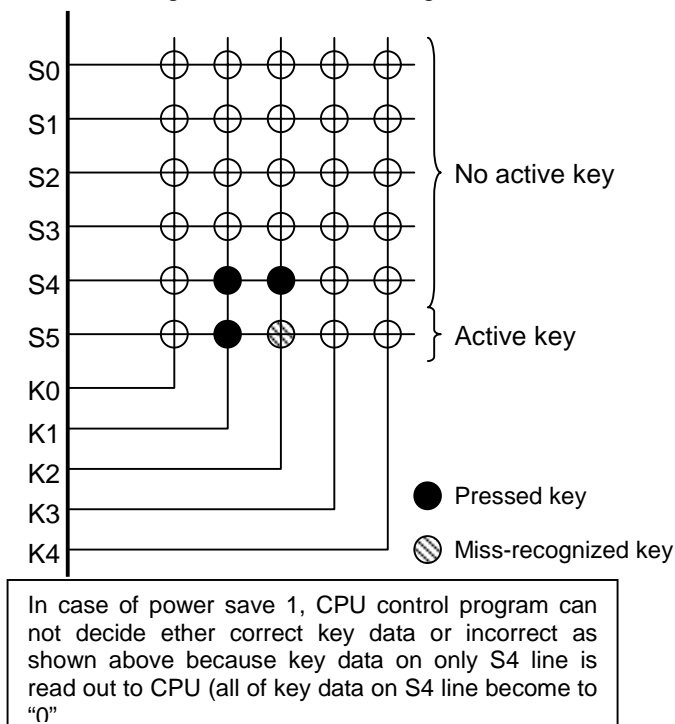 S0
S1
S2
S3
S4
S5
K0
K1
K2
K3
K4
No active key
Active key
Pressed key
Miss-recognized key
In case of power save 1, CPU control program can
not decide ether correct key data or incorrect as
shown above because key data on only S4 line is
read out to CPU (all of key data on S4 line become to
“0”